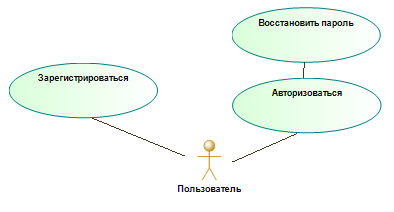 Восстановить пароль
Зарегистрироваться
Авторизоваться
Пользователь